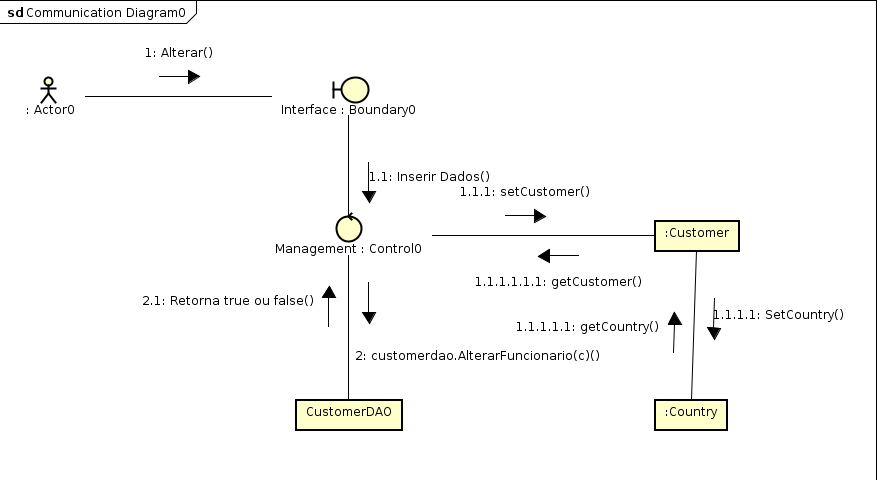 sd Communication Diagram0
1: Alterar()
: Actor0
Interface : Boundary0
1.1: Inserir Dados()
1.1.1: setCustomer()
:Customer
Management : Control0
1.1.1.1.1.1: getCustomer()
2.1: Retorna true ou false()
1.1.1.1: SetCountry()
1.1.1.1.1: getCountry()
2: customerdao.AlterarFuncionario(c)()
CustomerDAO
:Country